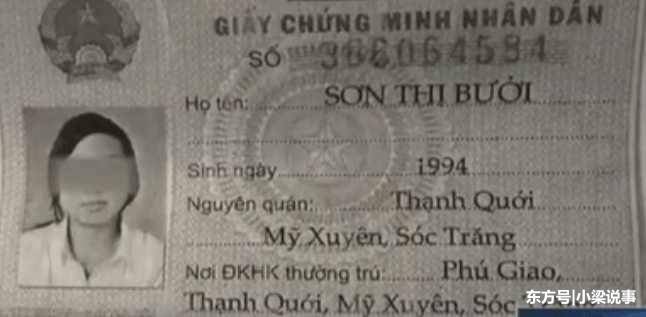 GIẤY CHỨNG MINH NHÂN DÂN
SỐ 366064584
Họ tên: SƠN THỊ BƯỞI
Sinh ngày 1994
Nguyên quán: Thạnh Quới
Mỹ Xuyên, Sóc Trăng
Nơi ĐKHK thường trú: Phú Giao,
Thạnh Quới, Mỹ Xuyên, Sóc
东方号|小梁说事